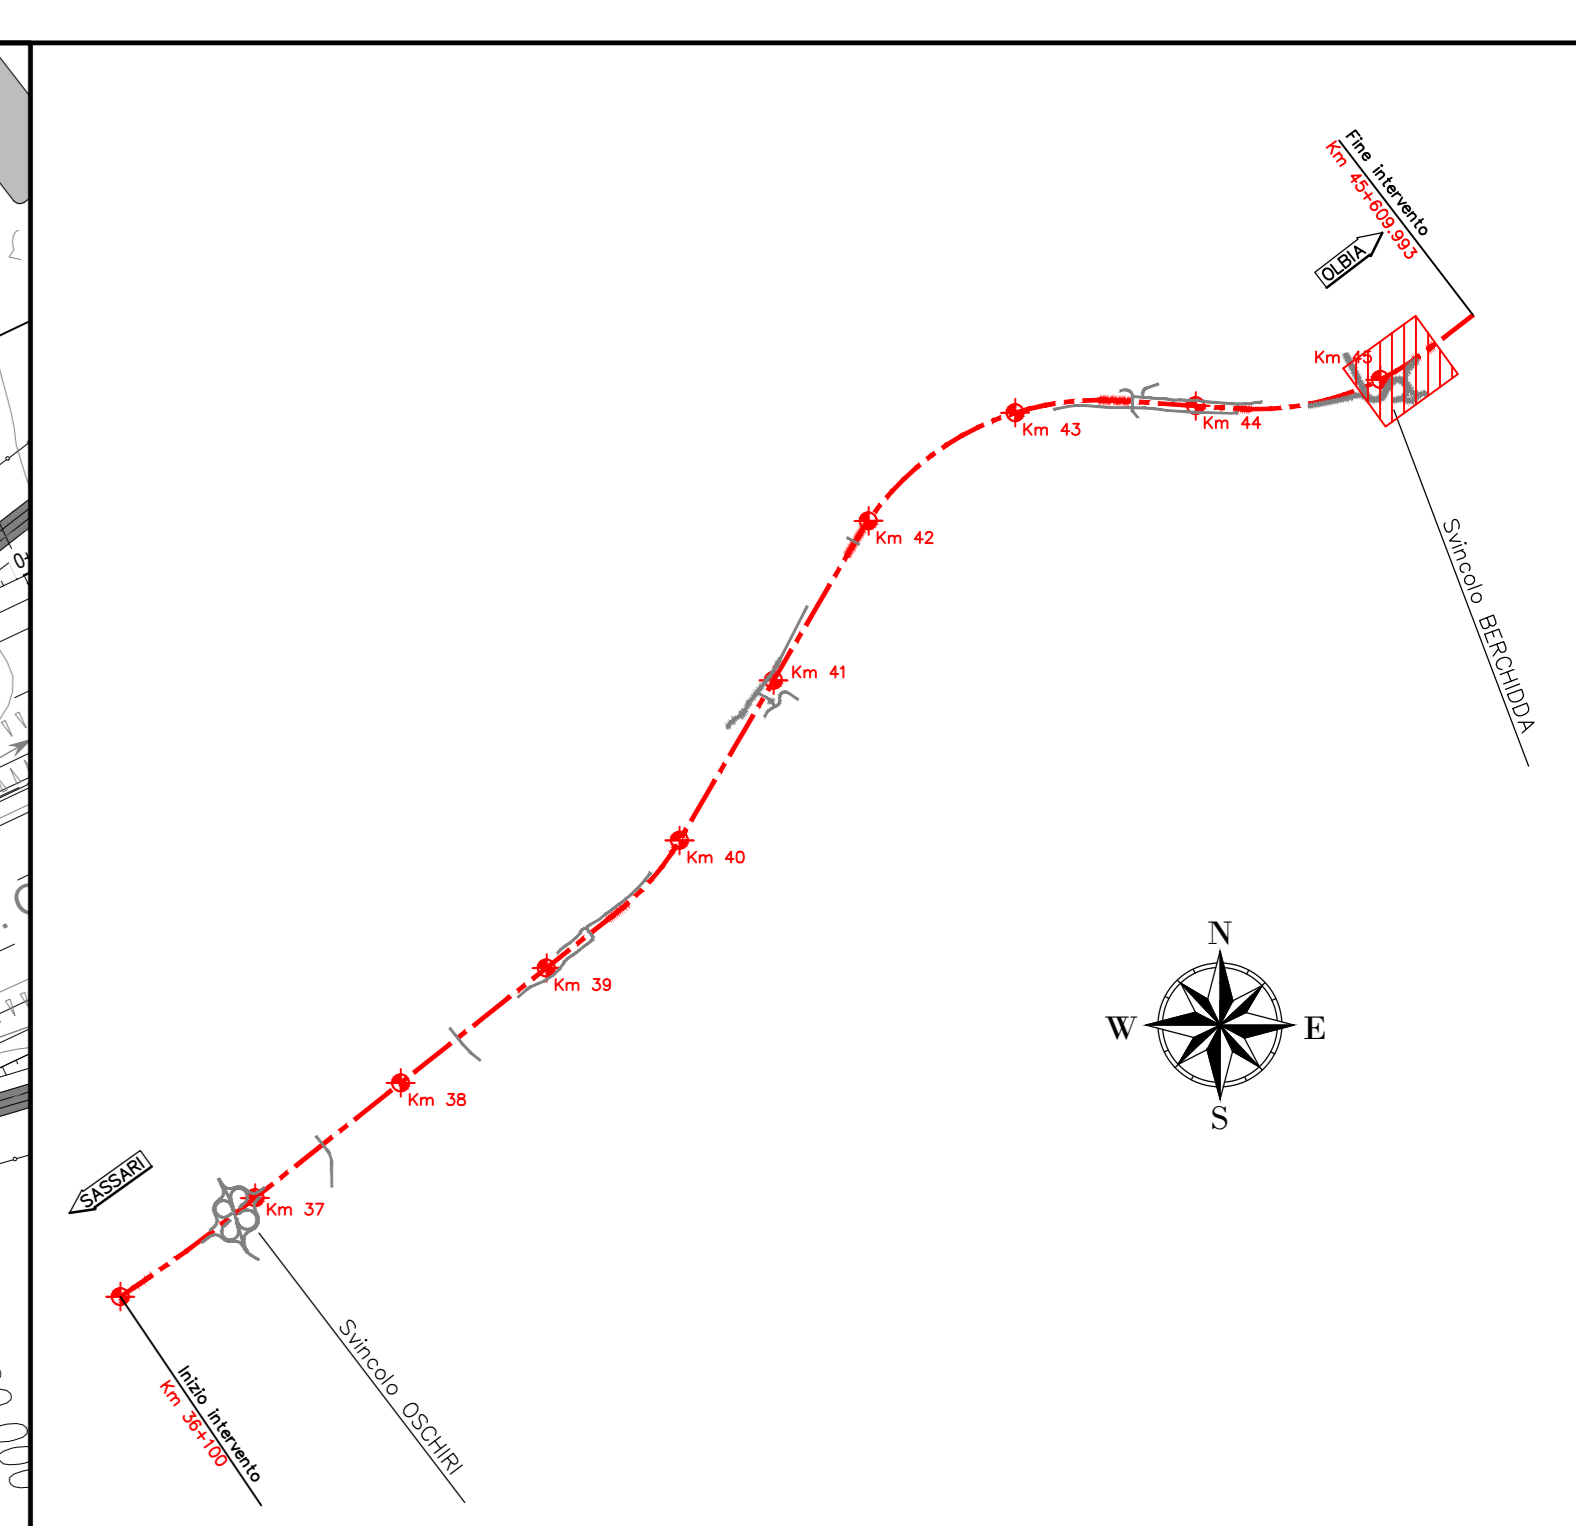 Fine intervento
Km 45+609.993
OLBIA
Km 45
Km 43
Km 44
Km 42
Svincolo BERCHIDDA
Km 41
Km 40
N
W
E
S
Km 39
Km 38
SASSARI
Km 37
Svincolo OSCHIRI
Inizio intervento
Km 36+100